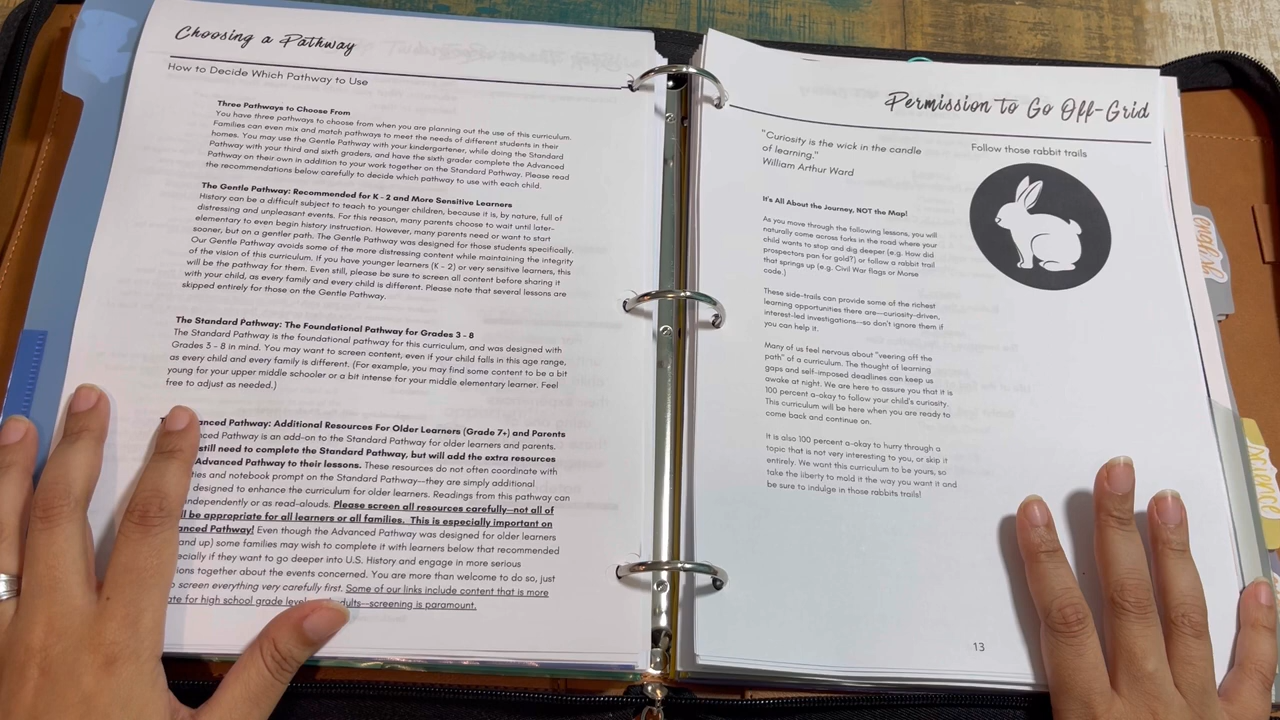 Choosing a Pathway
How to Decide Which Pathway to Use
Three Pathways to Choose From
You have three pathways to choose from when you are planning out the use of this curriculum.
Families can even mix and match pathways to meet the needs of different students in their
homes. You may use the Gentle Pathway with your kindergartener, while doing the Standard
Pathway with your third and sixth graders, and have the sixth grader complete the Advanced
Pathway on their own in addition to your work together on the Standard Pathway. Please read
the recommendations below carefully to decide which pathway to use with each child.
The Gentle Pathway: Recommended for K - 2 and More Sensitive Learners
History can be a difficult subject to teach to younger children, because it is, by nature, full of
distressing and unpleasant events. For this reason, many parents choose to wait until later-
elementary to even begin history instruction. However, many parents need or want to start
sooner, but on a gentler path. The Gentle Pathway was designed for those students specifically.
Our Gentle Pathway avoids some of the more distressing content while maintaining the integrity
of the vision of this curriculum. If you have younger learners (K - 2) or very sensitive learners, this
will be the pathway for them. Even still, please be sure to screen all content before sharing it
with your child, as every family and every child is different. Please note that several lessons are
skipped entirely for those on the Gentle Pathway.
The Standard Pathway: The Foundational Pathway for Grades 3 - 8
The Standard Pathway is the foundational pathway for this curriculum, and was designed with
Grades 3 - 8 in mind. You may want to screen content, even if your child falls in this age range,
as every child and every family is different. (For example, you may find some content to be a bit
young for your upper middle schooler or a bit intense for your middle elementary learner. Feel
free to adjust as needed.)
anced Pathway: Additional Resources For Older Learners (Grade 7+) and Parents
nced Pathway is an add-on to the Standard Pathway for older learners and parents.
still need to complete the Standard Pathway, but will add the extra resources
Advanced Pathway to their lessons. These resources do not often coordinate with
ties and notebook prompt on the Standard Pathway--they are simply additional
designed to enhance the curriculum for older learners. Readings from this pathway can
independently or as read-alouds. Please screen all resources carefully--not all of
ll be appropriate for all learners or all families. This is especially important on
anced Pathway! Even though the Advanced Pathway was designed for older learners
and up) some families may wish to complete it with learners below that recommended
ecially if they want to go deeper into U.S. History and engage in more serious
ions together about the events concerned. You are more than welcome to do so, just
o screen everything very carefully first. Some of our links include content that is more
ate for high school grade level dults--screening is paramount.
Permission to Go Off-Grid
Follow those rabbit trails
"Curiosity is the wick in the candle
of learning."
William Arthur Ward
It's All About the Journey, NOT the Map!
As you move through the following lessons, you will
naturally come across forks in the road where your
child wants to stop and dig deeper (e.g. How did
prospectors pan for gold?) or follow a rabbit trail
that springs up (e.g. Civil War flags or Morse
code.)
These side-trails can provide some of the richest
learning opportunities there are--curiosity-driven,
interest-led investigations--so don't ignore them if
you can help it.
Many of us feel nervous about "veering off the
path" of a curriculum. The thought of learning
gaps and self-imposed deadlines can keep us
awake at night. We are here to assure you that it is
100 percent a-okay to follow your child's curiosity.
This curriculum will be here when you are ready to
come back and continue on.
It is also 100 percent a-okay to hurry through a
topic that is not very interesting to you, or skip it
entirely. We want this curriculum to be yours, so
take the liberty to mold it the way you want it and
be sure to indulge in those rabbits trails!
13